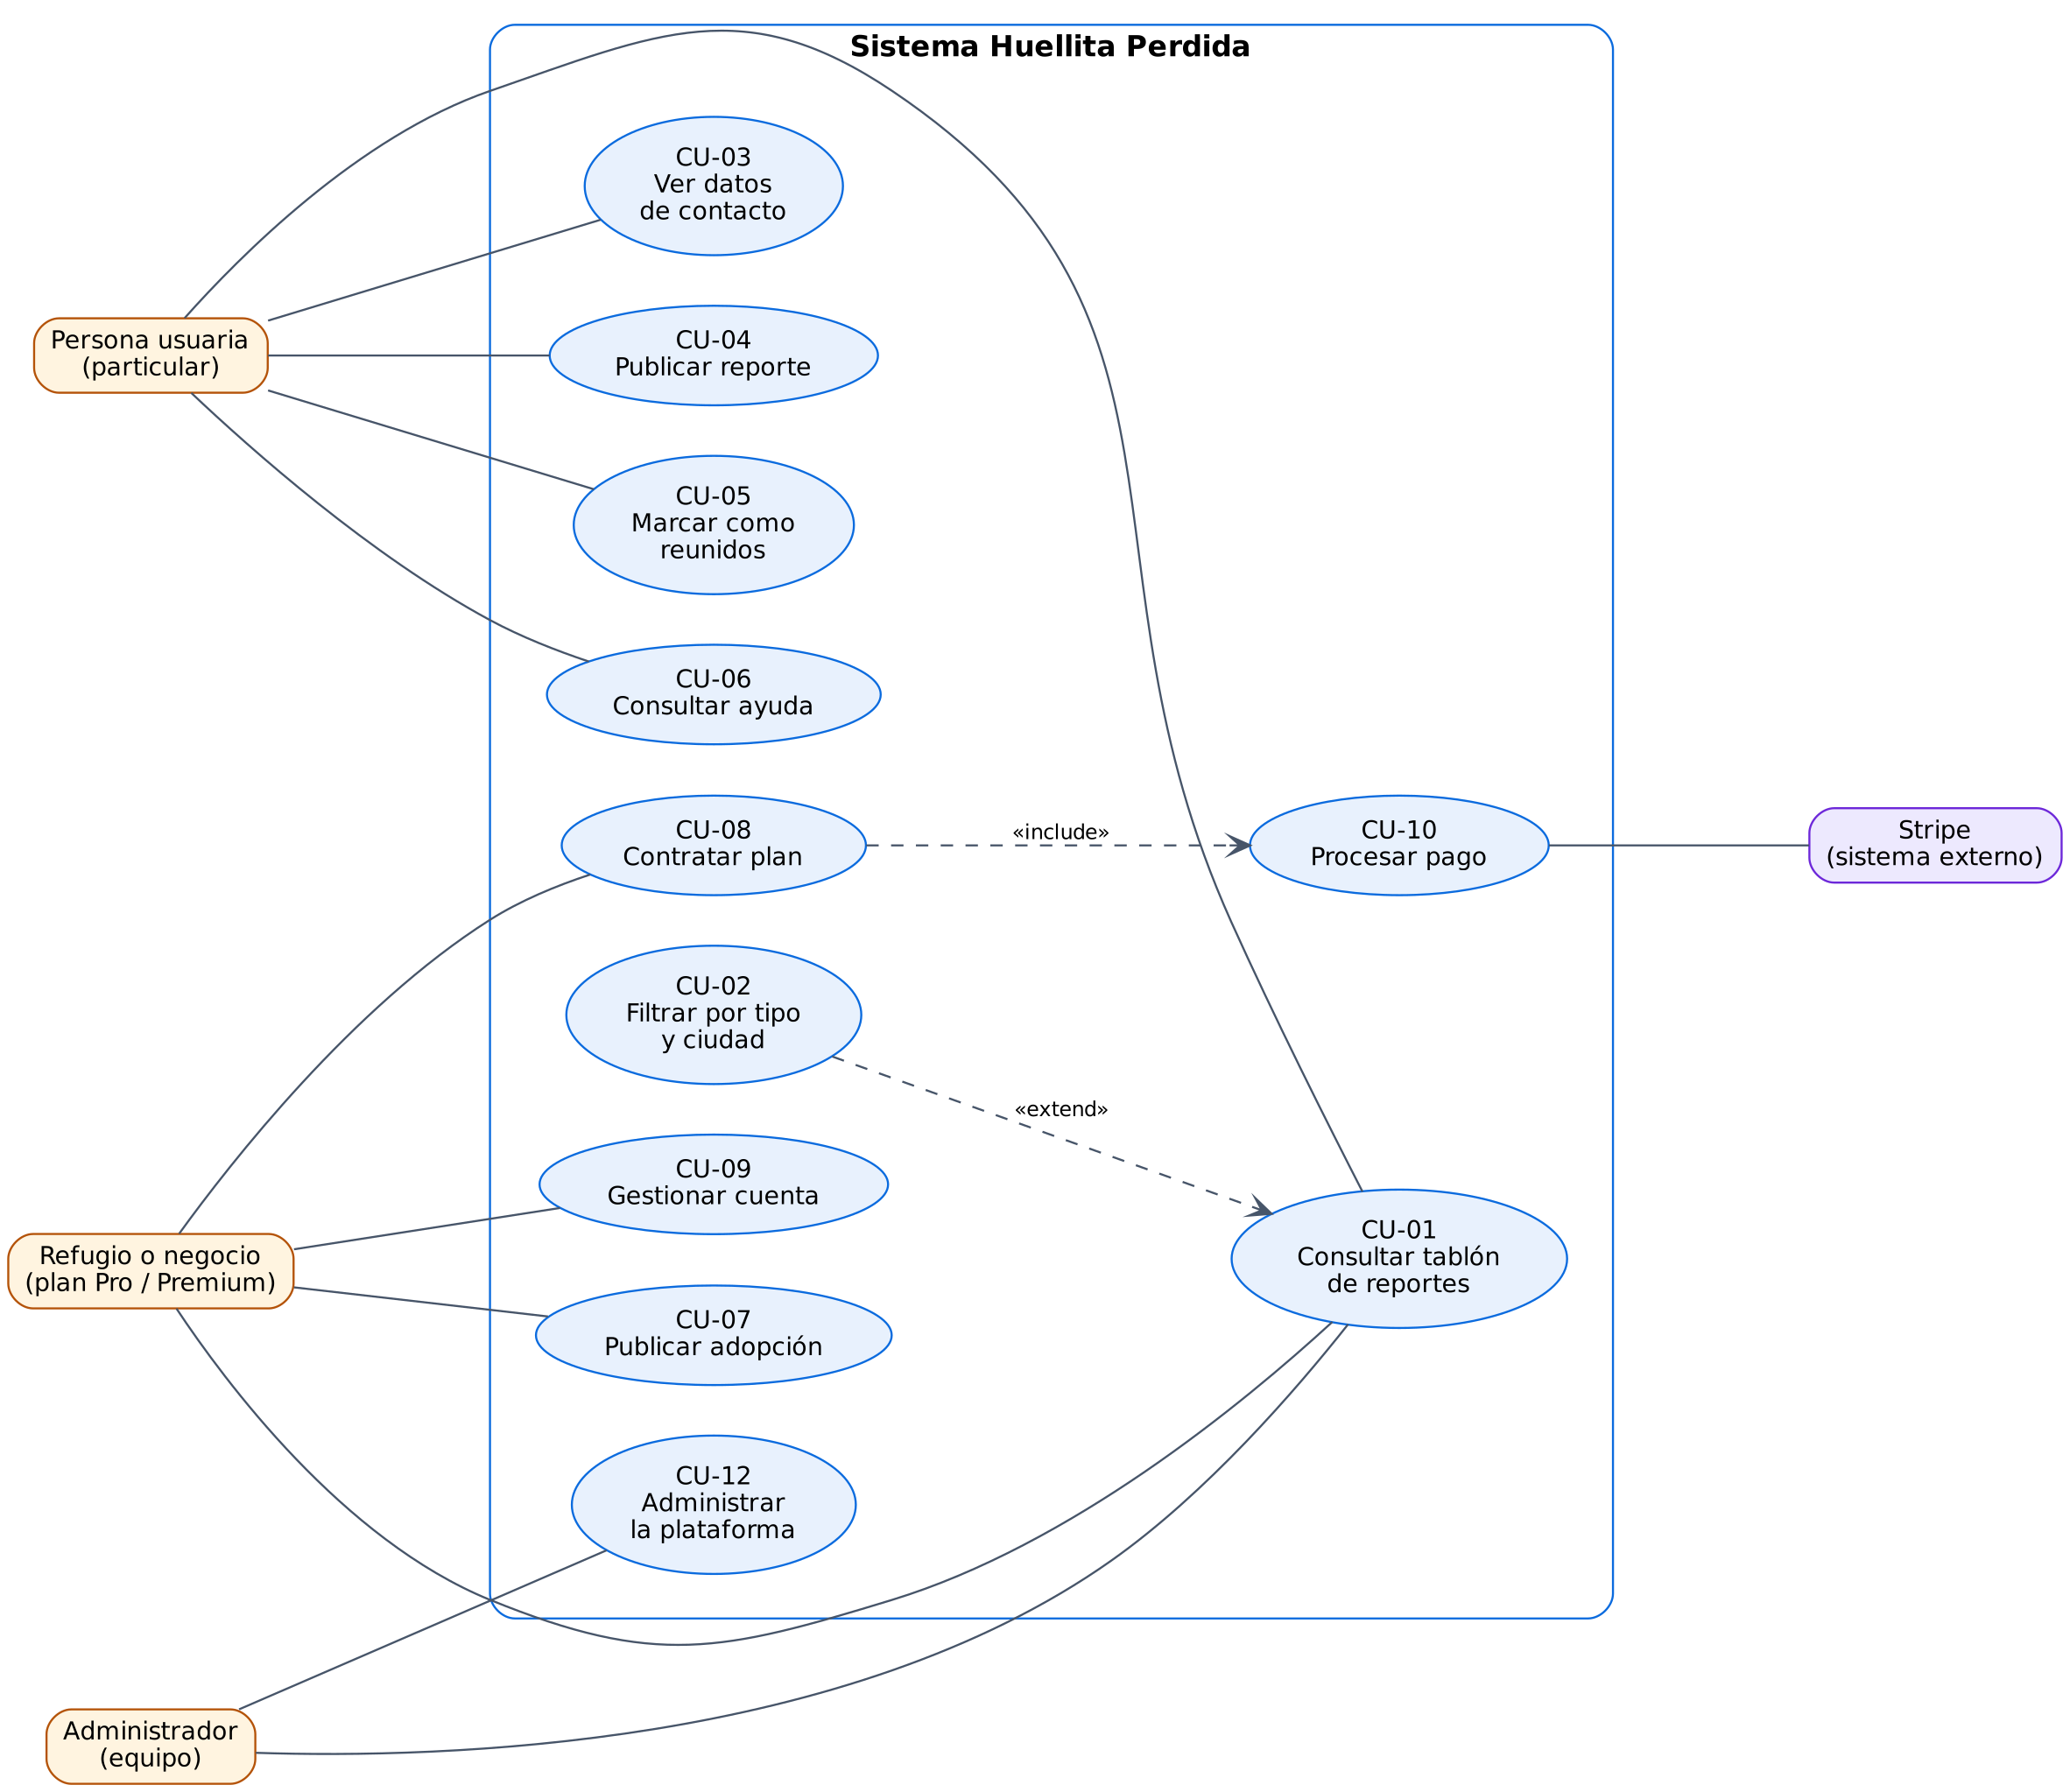 Sistema Huellita Perdida
CU-03
Ver datos
de contacto
Persona usuaria
(particular)
CU-04
Publicar reporte
CU-05
Marcar como
reunidos
CU-06
Consultar ayuda
CU-08
Contratar plan
«include»
CU-10
Procesar pago
Stripe
(sistema externo)
CU-02
Filtrar por tipo
y ciudad
«extend»
CU-09
Gestionar cuenta
Refugio o negocio
(plan Pro / Premium)
CU-01
Consultar tablón
de reportes
CU-07
Publicar adopción
CU-12
Administrar
la plataforma
Administrador
(equipo)